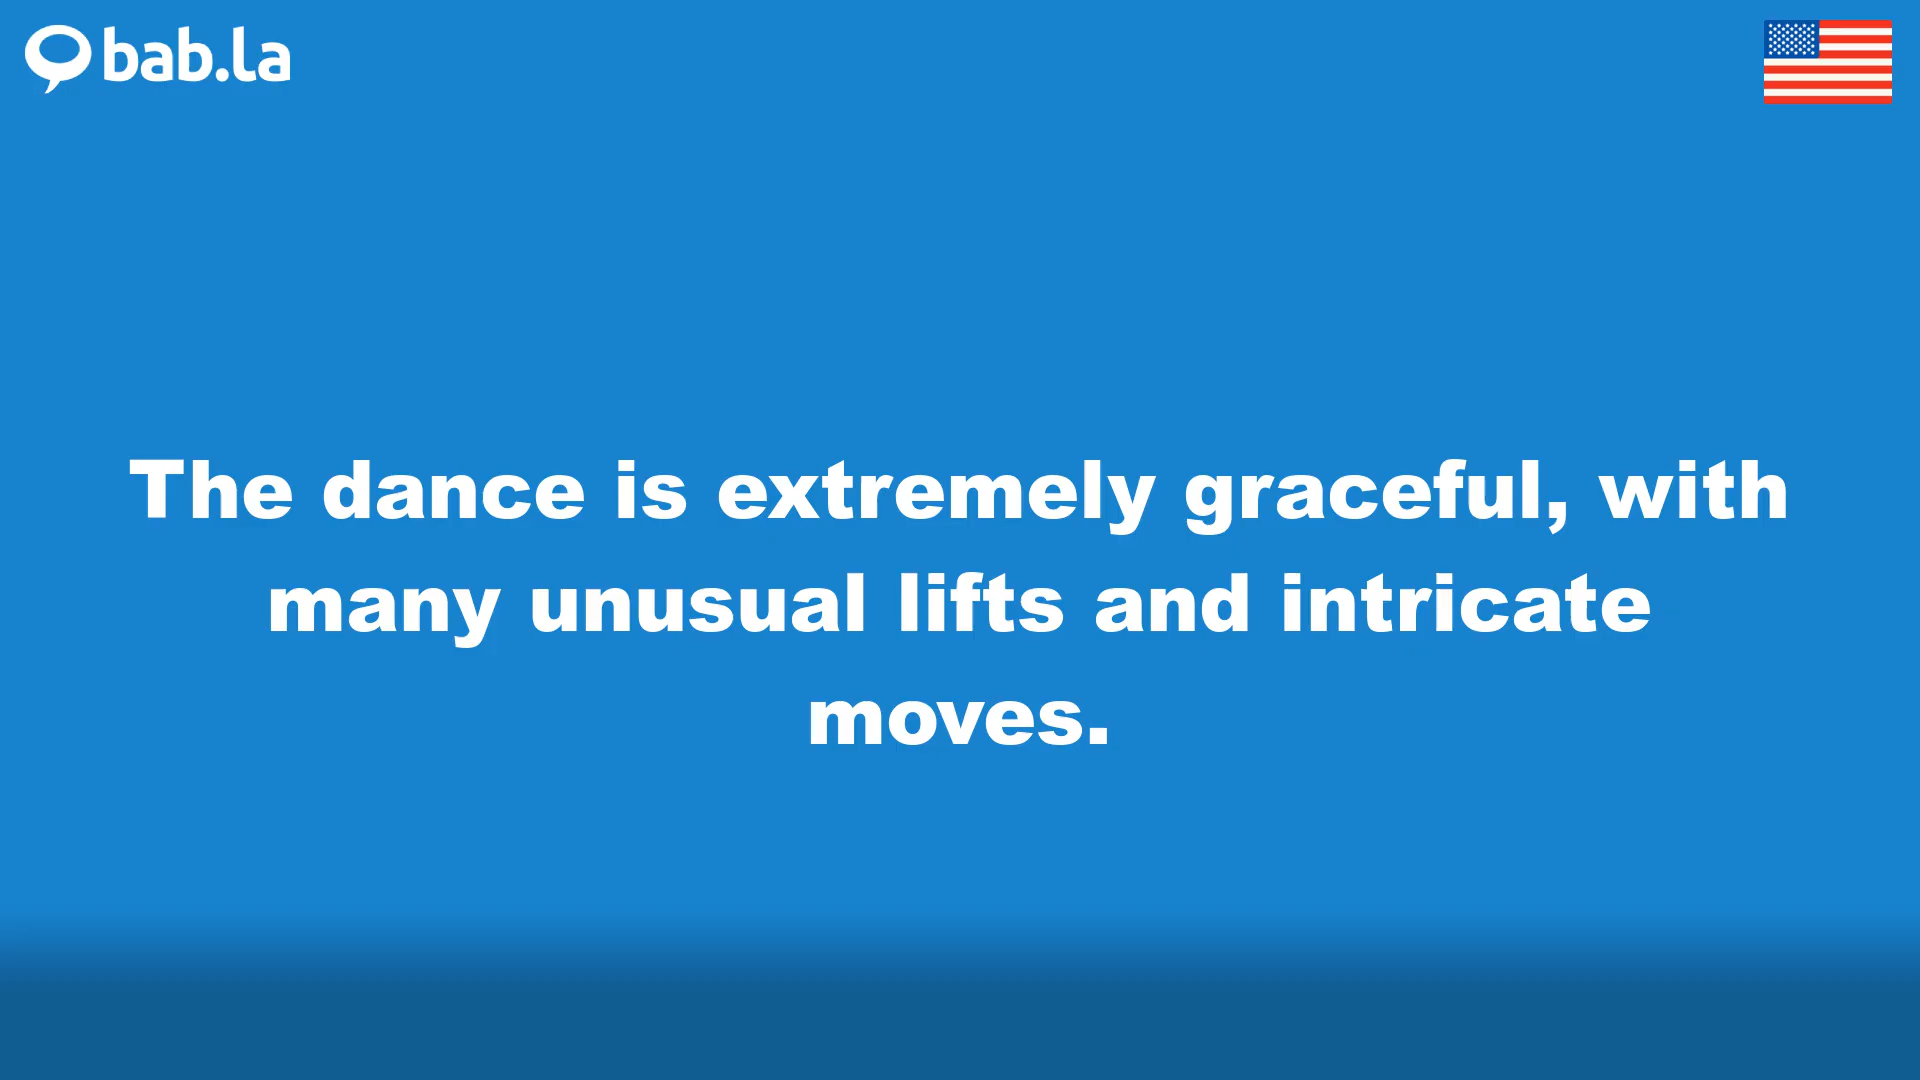 bab.la
The dance is extremely graceful, with
many unusual lifts and intricate
moves.